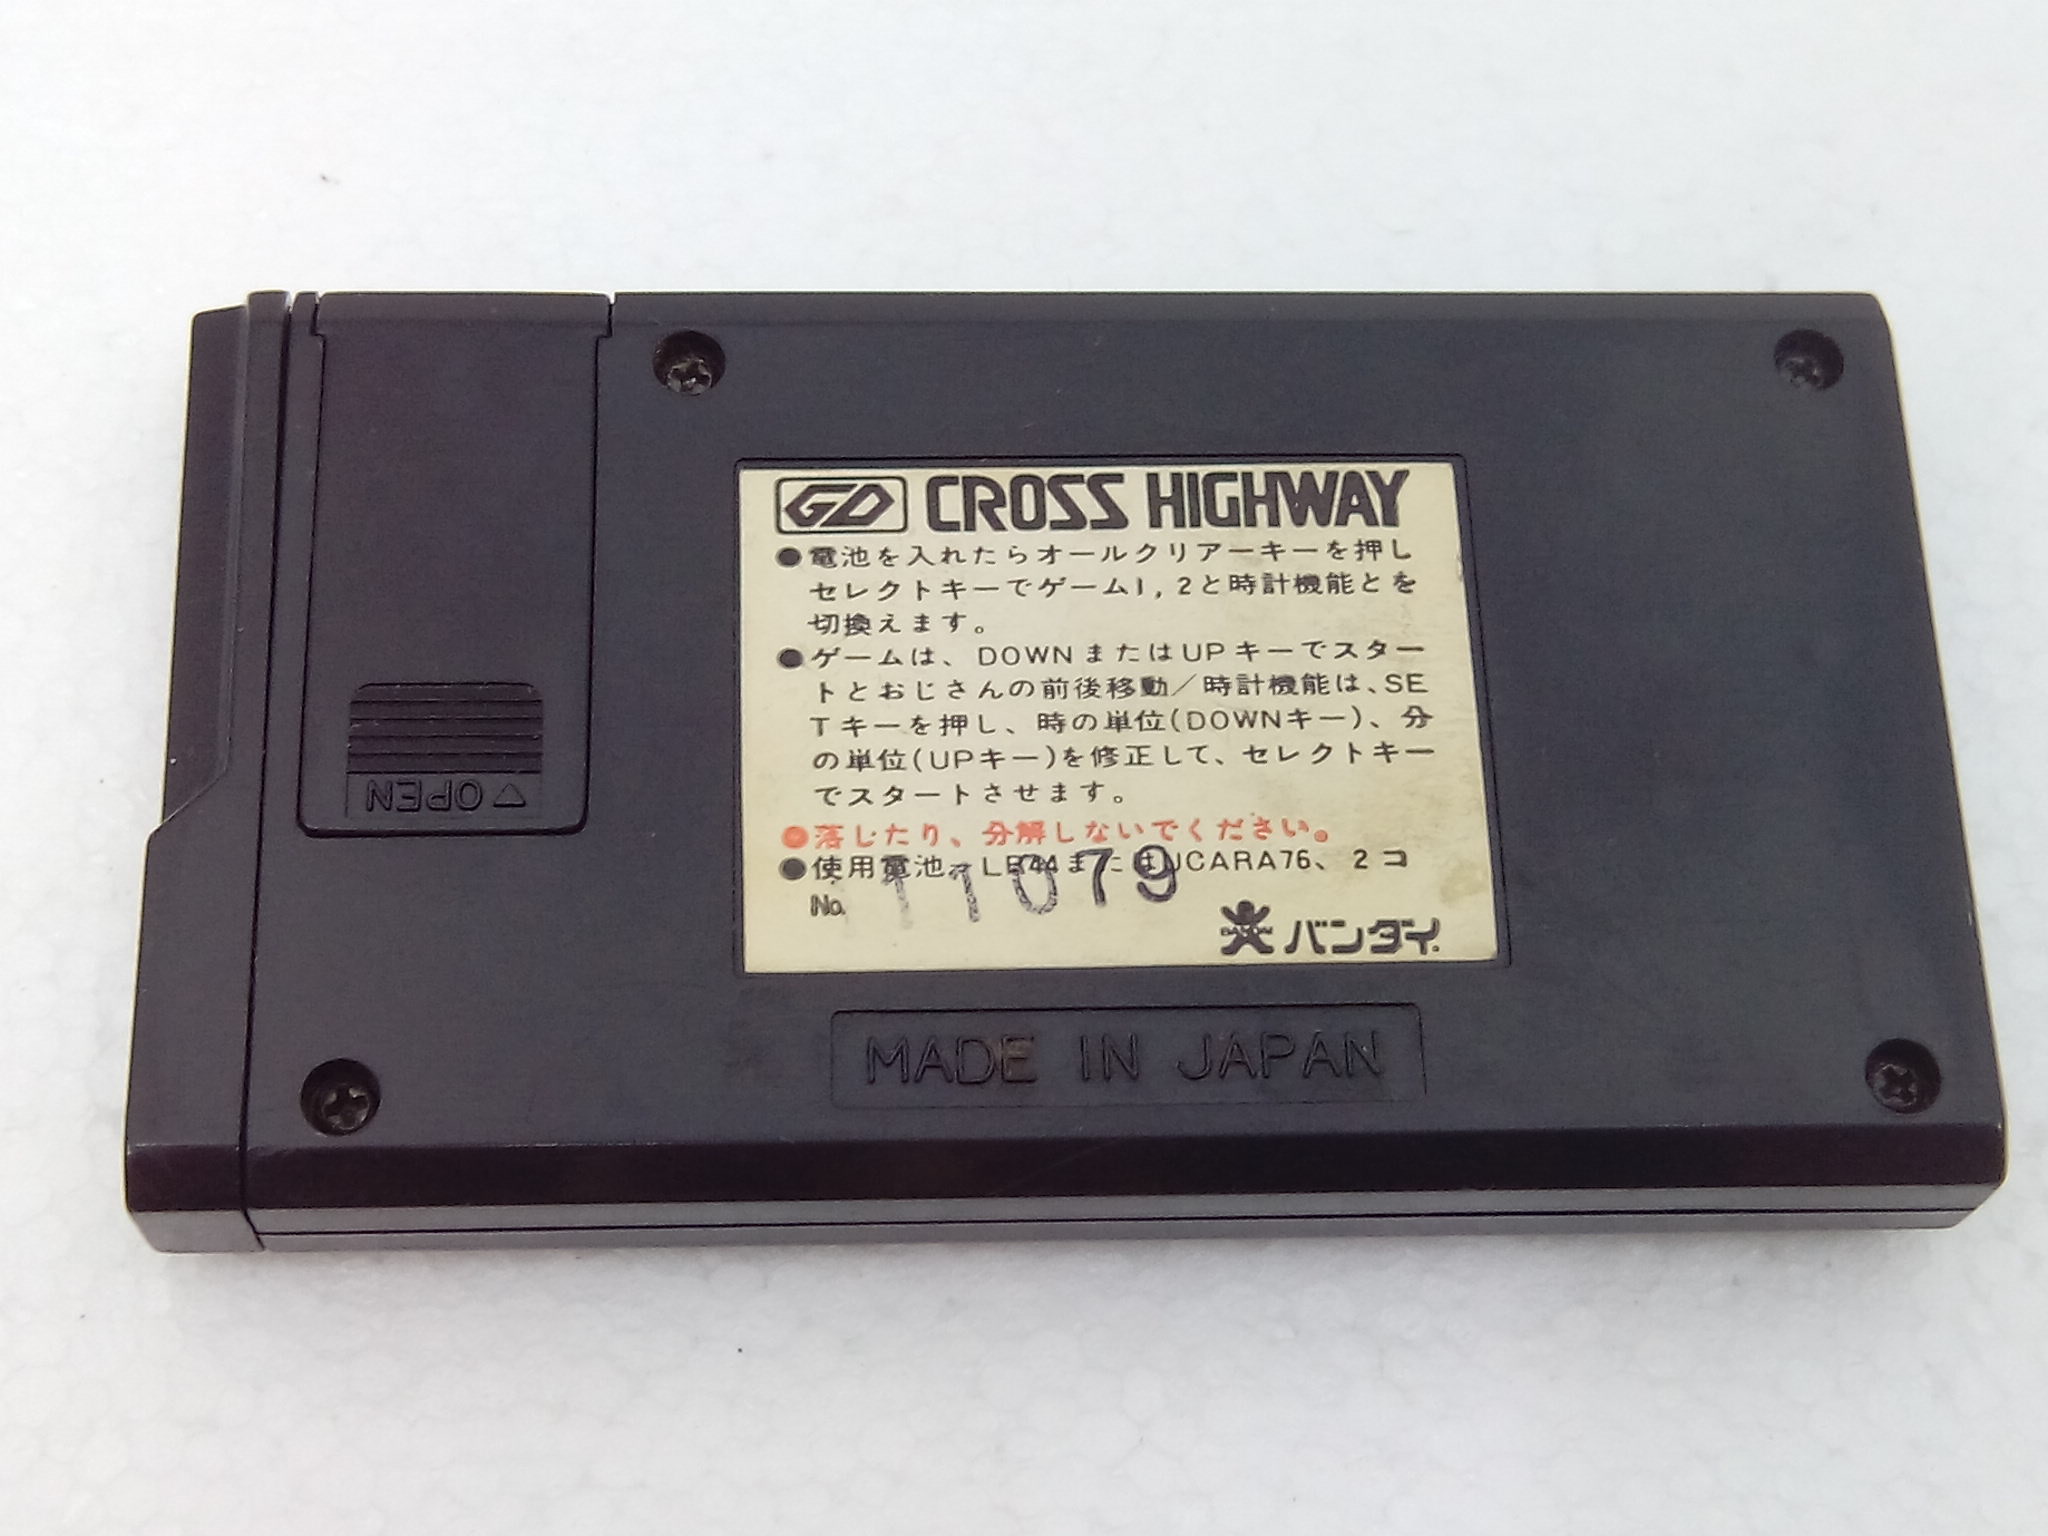 GD CROSS HIGHWAY
●電池を入れたらオールクリアーキーを押し
セレクトキーでゲーム1,2と時計機能とを
切換えます。
●ゲームは、DOWNまたはUPキーでスター
トとおじさんの前後移動/時計機能は、SE
Tキーを押し、時の単位(DOWNキー)、分
の単位(UPキー)を修正して、セレクトキー
でスタートさせます。
●落じたり、分解しないでください。
●使用電池-LR44またはUCARA76、2コ
No. 11079
BANDAI バンダイ
OPEN
MADE IN JAPAN